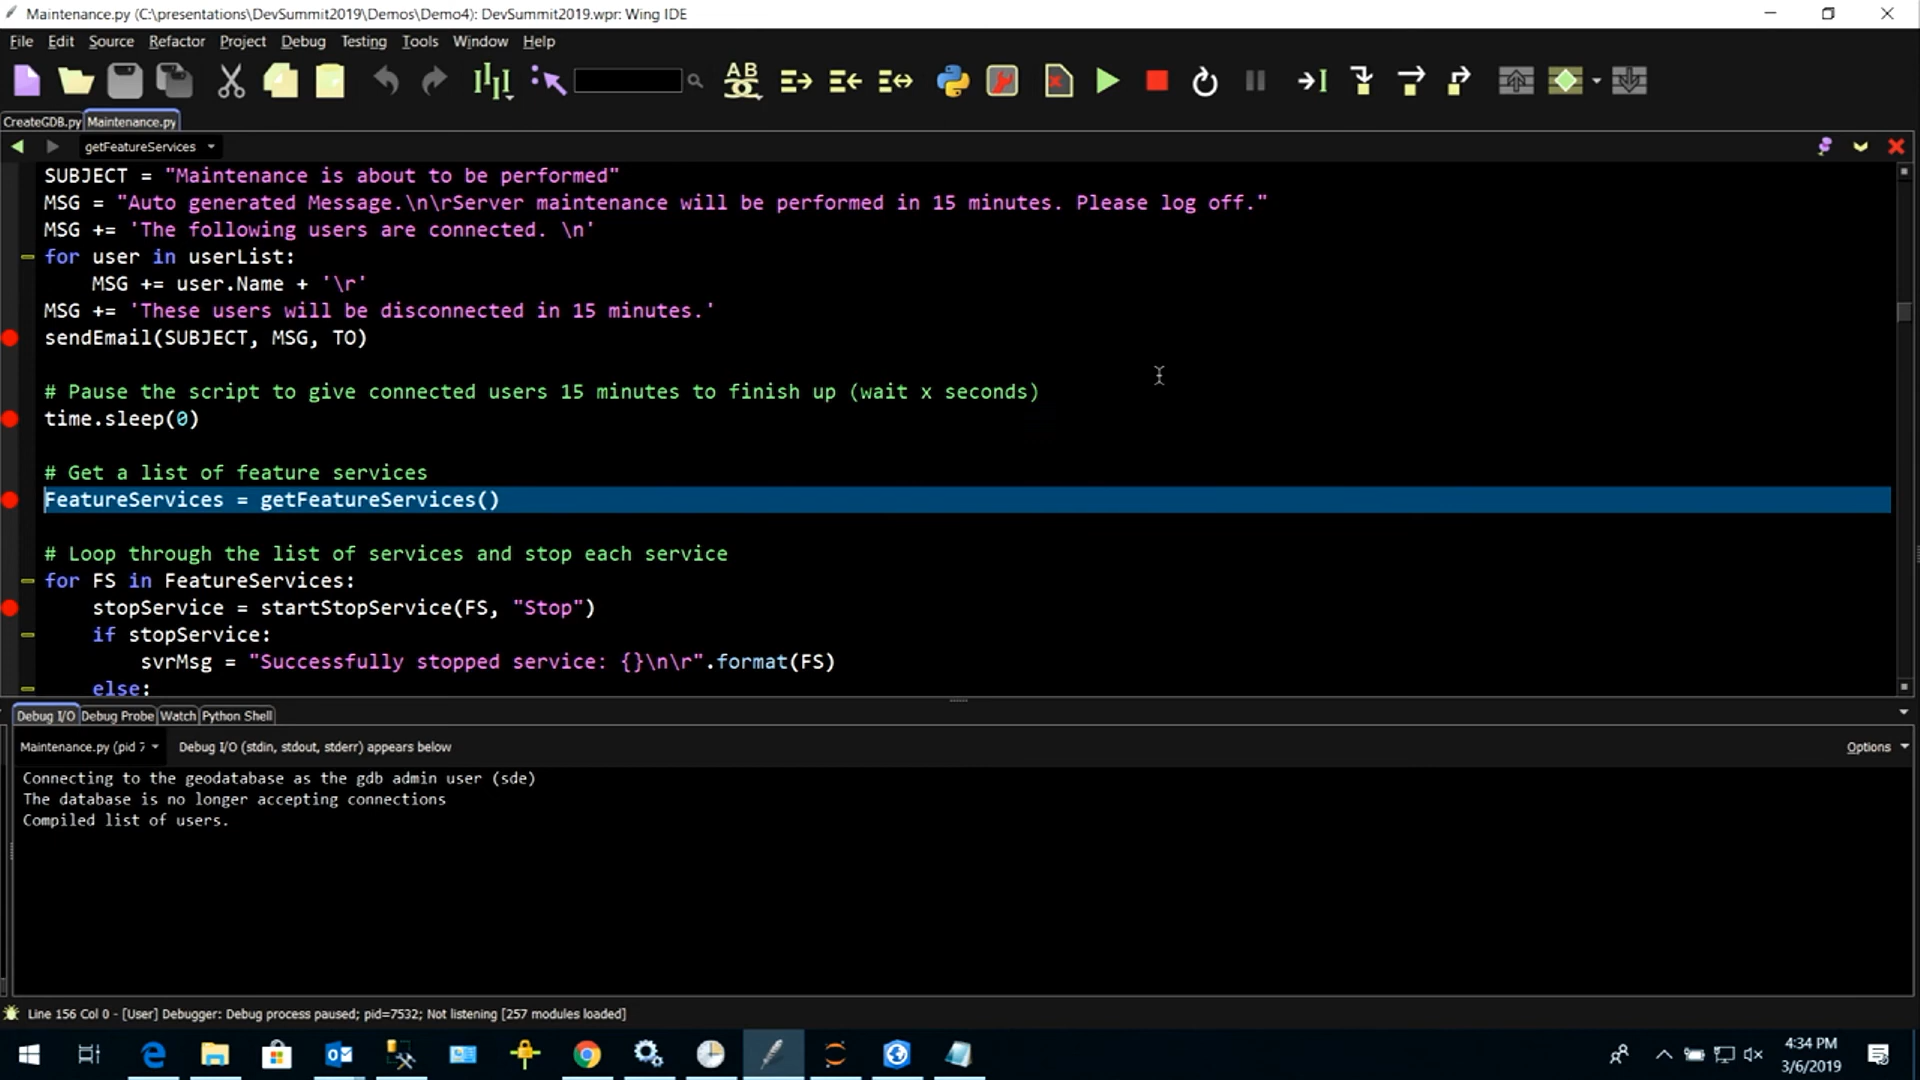 Maintenance.py (C:\presentations\DevSummit2019\Demos\Demo4): DevSummit2019.wpr: Wing IDE
File Edit Source Refactor Project Debug Testing Tools Window Help
AB
CreateGDB.py Maintenance.py
getFeatureServices
SUBJECT = "Maintenance is about to be performed"
MSG = "Auto generated Message.\n\rServer maintenance will be performed in 15 minutes. Please log off."
MSG += 'The following users are connected. \n'
for user in userList:
MSG += user.Name + '\r'
MSG += 'These users will be disconnected in 15 minutes.'
sendEmail(SUBJECT, MSG, TO)
# Pause the script to give connected users 15 minutes to finish up (wait x seconds)
time.sleep(0)
# Get a list of feature services
FeatureServices = getFeatureServices()
# Loop through the list of services and stop each service
for FS in FeatureServices:
stopService = startStopService(FS, "Stop")
if stopService:
svrMsg = "Successfully stopped service: {}\n\r".format(FS)
else:
Debug I/O Debug Probe Watch Python Shell
Maintenance.py (pid 7 Debug I/O (stdin, stdout, stderr) appears below Options
Connecting to the geodatabase as the gdb admin user (sde)
The database is no longer accepting connections
Compiled list of users.
Line 156 Col 0 - [User] Debugger: Debug process paused; pid=7532; Not listening [257 modules loaded]
4:34 PM
3/6/2019